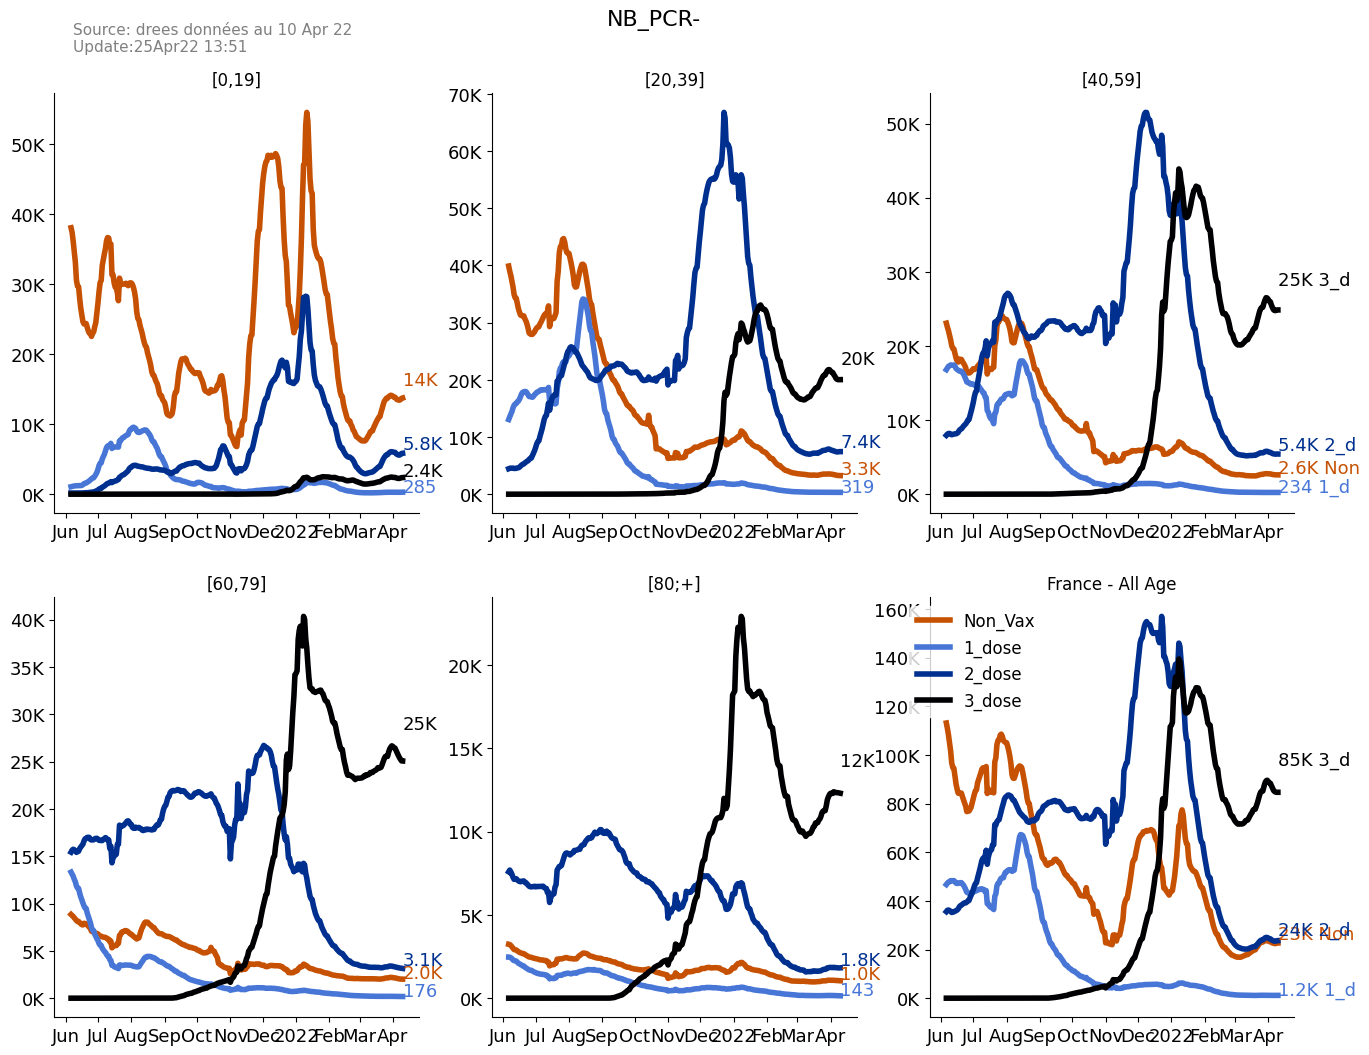 NB_PCR-
Source: drees données au 10 Apr 22
Update:25Apr22 13:51
[0,19]
50K
40K
30K
20K
10K
0K
14K
5.8K
2.4K
285
Jun Jul Aug Sep Oct Nov Dec 2022 Feb Mar Apr
[20,39]
70K
60K
50K
40K
30K
20K
10K
0K
20K
7.4K
3.3K
319
Jun Jul Aug Sep Oct Nov Dec 2022 Feb Mar Apr
[40,59]
50K
40K
30K
20K
10K
0K
25K 3_d
5.4K 2_d
2.6K Non
234 1_d
Jun Jul Aug Sep Oct Nov Dec 2022 Feb Mar Apr
[60,79]
40K
35K
30K
25K
20K
15K
10K
5K
0K
25K
3.1K
2.0K
176
Jun Jul Aug Sep Oct Nov Dec 2022 Feb Mar Apr
[80;+]
20K
15K
10K
5K
0K
12K
1.8K
1.0K
143
Jun Jul Aug Sep Oct Nov Dec 2022 Feb Mar Apr
France - All Age
160K
140K
120K
100K
80K
60K
40K
20K
0K
Non_Vax
1_dose
2_dose
3_dose
85K 3_d
24K 2_d
23K Non
1.2K 1_d
Jun Jul Aug Sep Oct Nov Dec 2022 Feb Mar Apr